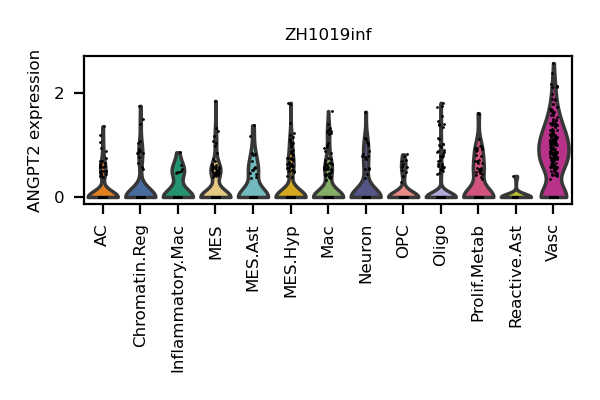 ZH1019inf
ANGPT2 expression
2
0
AC
Chromatin.Reg
Inflammatory.Mac
MES
MES.Ast
MES.Hyp
Mac
Neuron
OPC
Oligo
Prolif.Metab
Reactive.Ast
Vasc